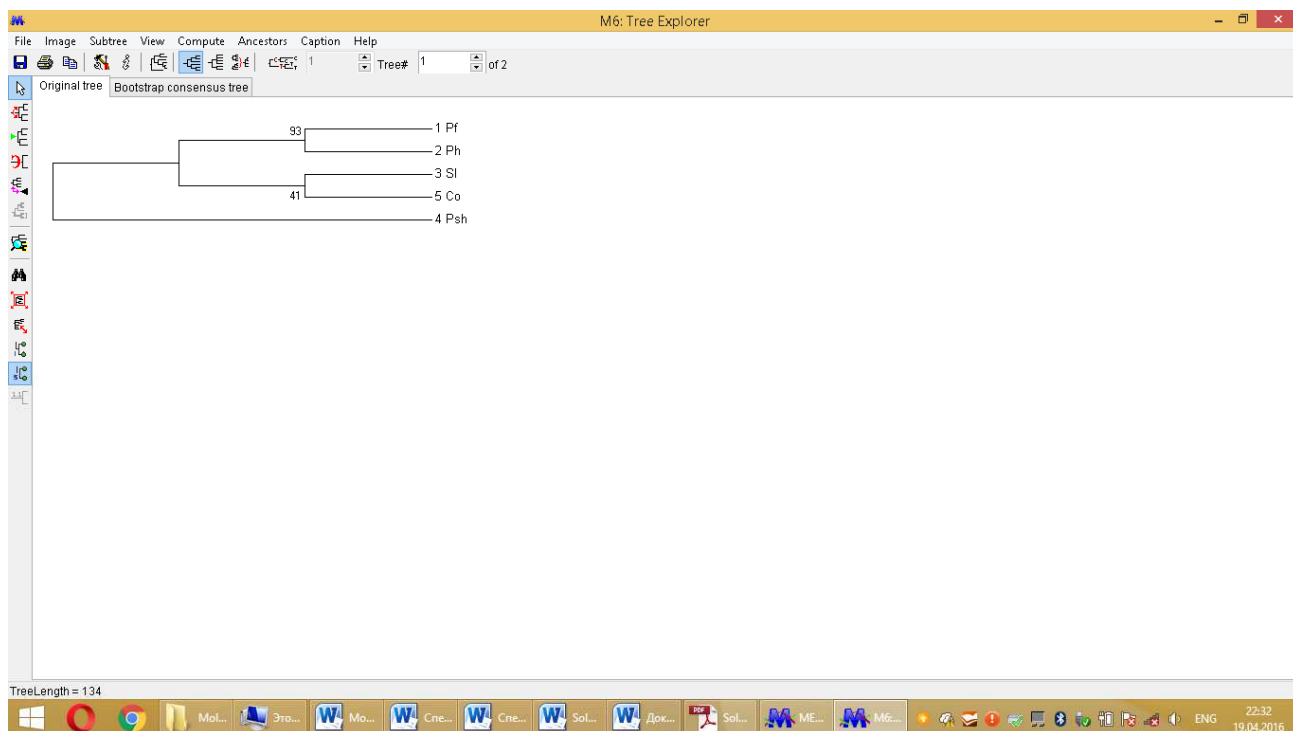 M6: Tree Explorer
File Image Subtree View Compute Ancestors Caption Help
1 Tree# 1 of 2
Original tree Bootstrap consensus tree
93 1 Pf
2 Ph
3 Sl
41 5 Co
4 Psh
TreeLength = 134
Mol... Это... Мо... Спе... Спе... Sol... Док... Sol... ME... M6:... ENG 22:32
19.04.2016